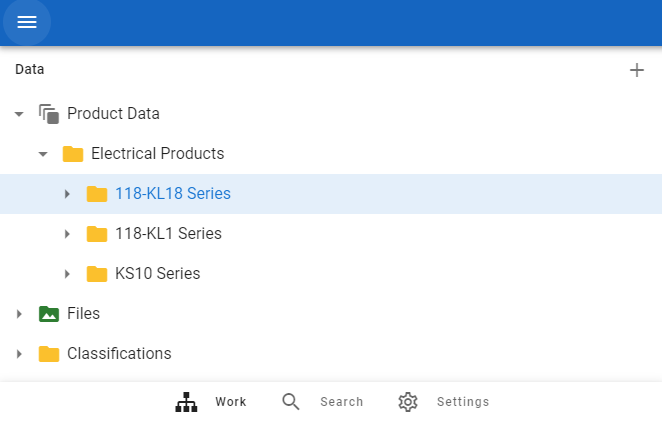 Data
Product Data
Electrical Products
118-KL18 Series
118-KL1 Series
KS10 Series
Files
Classifications
Work Search Settings